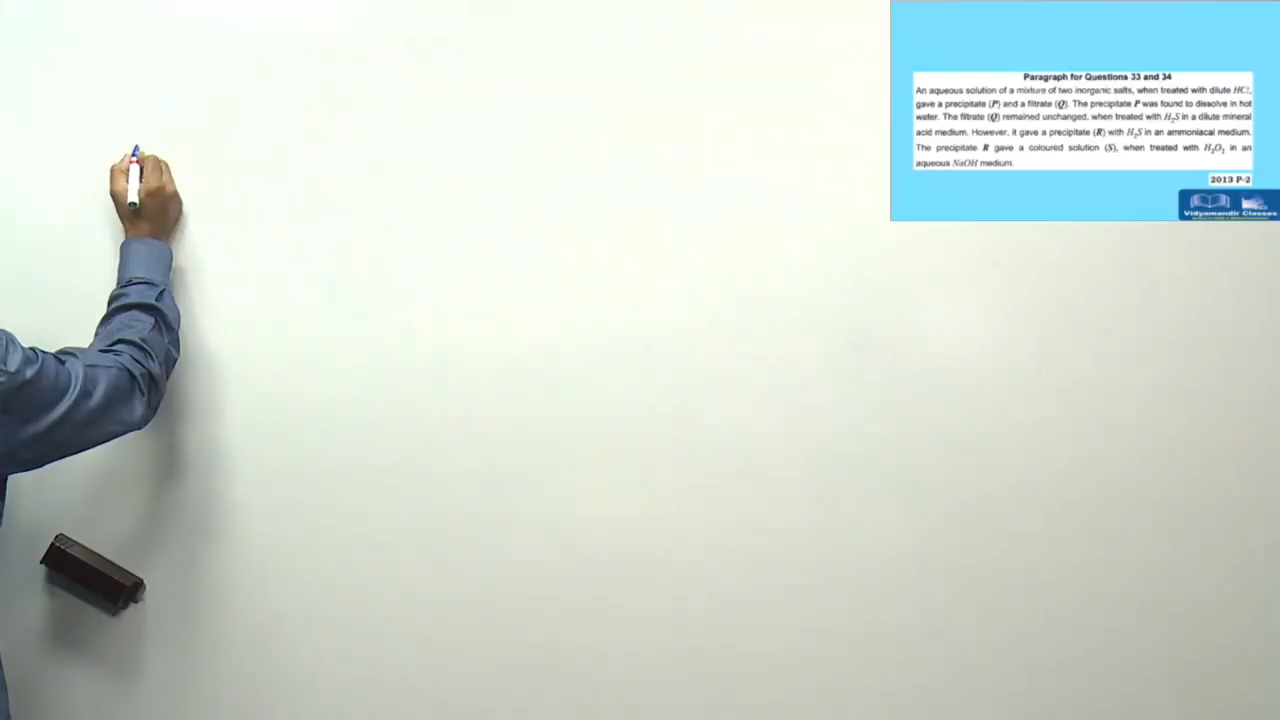 Paragraph for Questions 33 and 34
An aqueous solution of a mixture of two inorganic salts, when treated with dilute HCl,
gave a precipitate (P) and a filtrate (Q). The precipitate P was found to dissolve in hot
water. The filtrate (Q) remained unchanged, when treated with H₂S in a dilute mineral
acid medium. However, it gave a precipitate (R) with H₂S in an ammoniacal medium.
The precipitate R gave a coloured solution (S), when treated with H₂O₂ in an
aqueous NaOH medium.
2013 P-2
Vidyamandir Classes